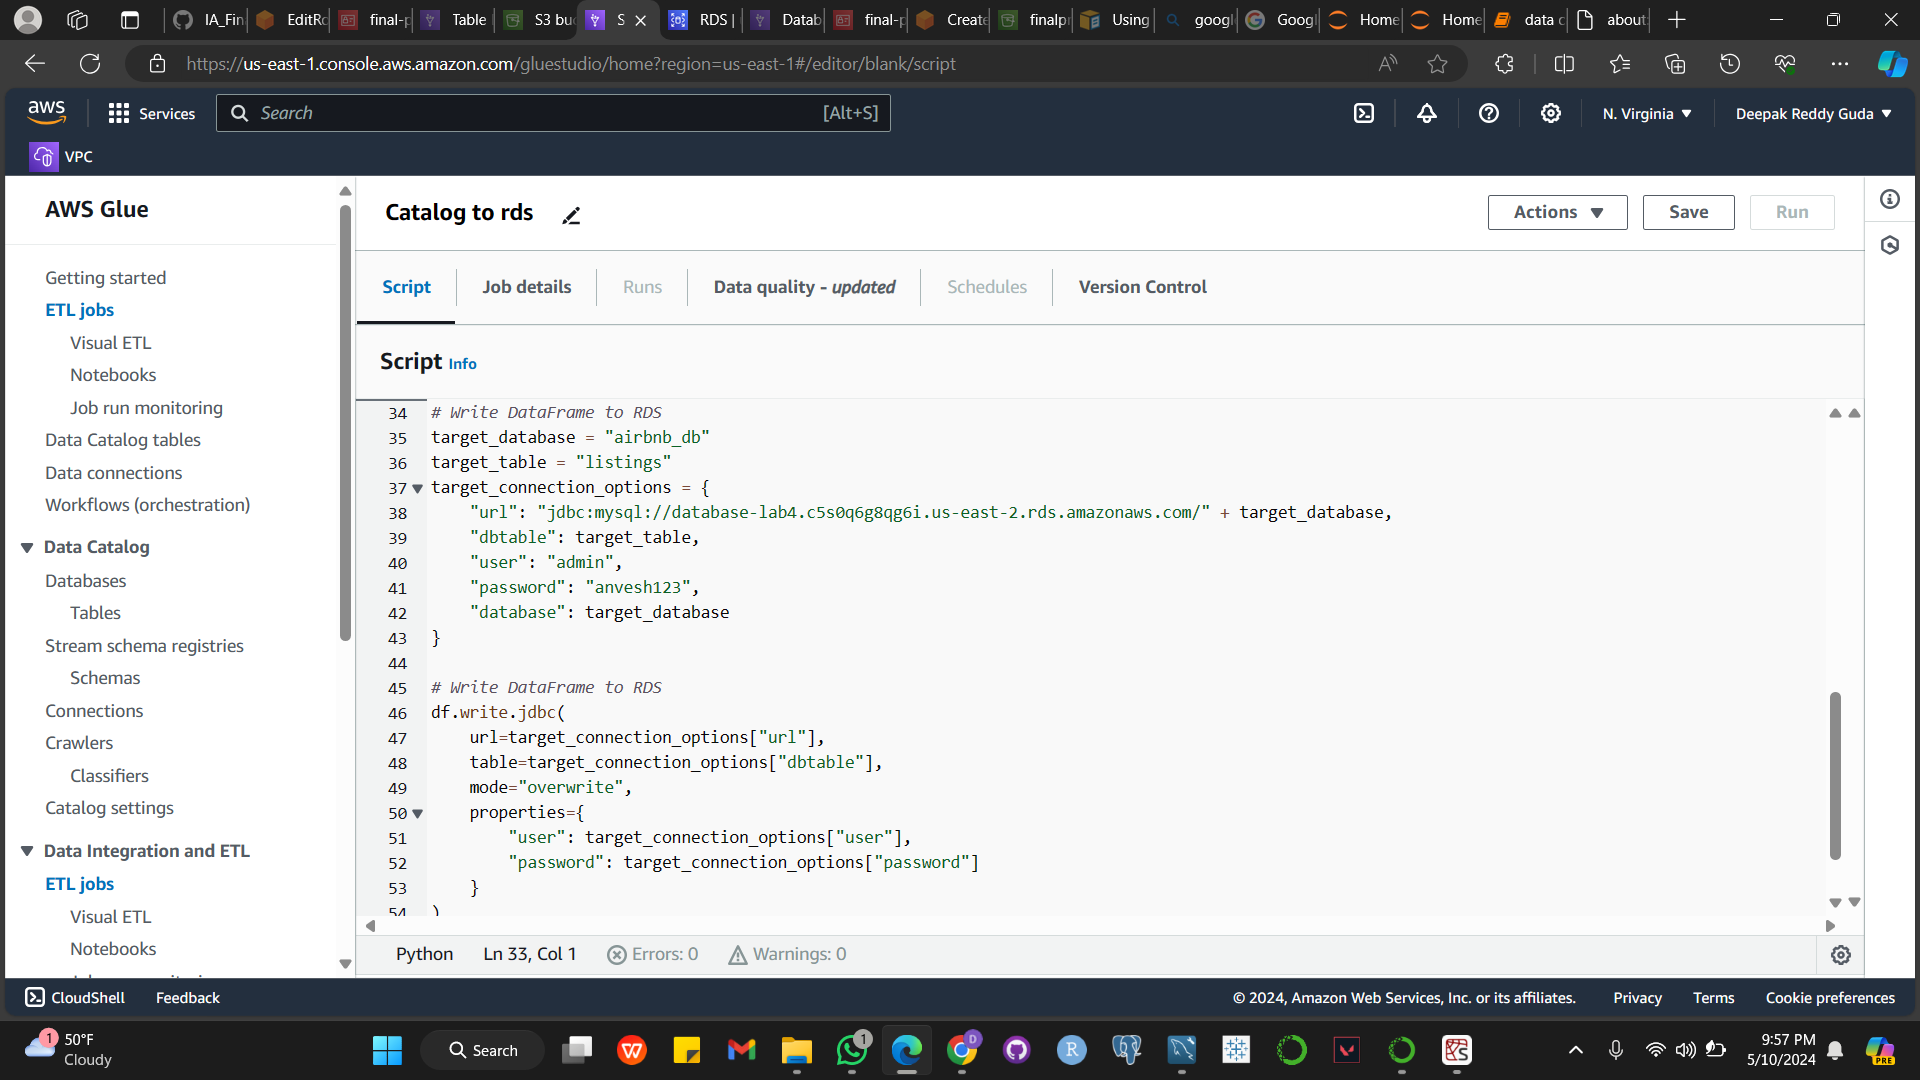 IA_Fin
EditRo
final-p
Table
S3 buc
S
RDS |
Datab
final-p
Create
finalpr
Using
googl
Googl
Home
Home
data c
about:
https://us-east-1.console.aws.amazon.com/gluestudio/home?region=us-east-1#/editor/blank/script
aws
Services
Search
[Alt+S]
N. Virginia
Deepak Reddy Guda
VPC
AWS Glue
Getting started
ETL jobs
Visual ETL
Notebooks
Job run monitoring
Data Catalog tables
Data connections
Workflows (orchestration)
Data Catalog
Databases
Tables
Stream schema registries
Schemas
Connections
Crawlers
Classifiers
Catalog settings
Data Integration and ETL
ETL jobs
Visual ETL
Notebooks
Catalog to rds
Actions
Save
Run
Script
Job details
Runs
Data quality - updated
Schedules
Version Control
Script Info
34 # Write DataFrame to RDS
35 target_database = "airbnb_db"
36 target_table = "listings"
37 target_connection_options = {
38 "url": "jdbc:mysql://database-lab4.c5s0q6g8qg6i.us-east-2.rds.amazonaws.com/" + target_database,
39 "dbtable": target_table,
40 "user": "admin",
41 "password": "anvesh123",
42 "database": target_database
43 }
44
45 # Write DataFrame to RDS
46 df.write.jdbc(
47 url=target_connection_options["url"],
48 table=target_connection_options["dbtable"],
49 mode="overwrite",
50 properties={
51 "user": target_connection_options["user"],
52 "password": target_connection_options["password"]
53 }
54 )
Python
Ln 33, Col 1
Errors: 0
Warnings: 0
CloudShell
Feedback
© 2024, Amazon Web Services, Inc. or its affiliates.
Privacy
Terms
Cookie preferences
1
50°F
Cloudy
Search
1
D
R
9:57 PM
5/10/2024
PRE